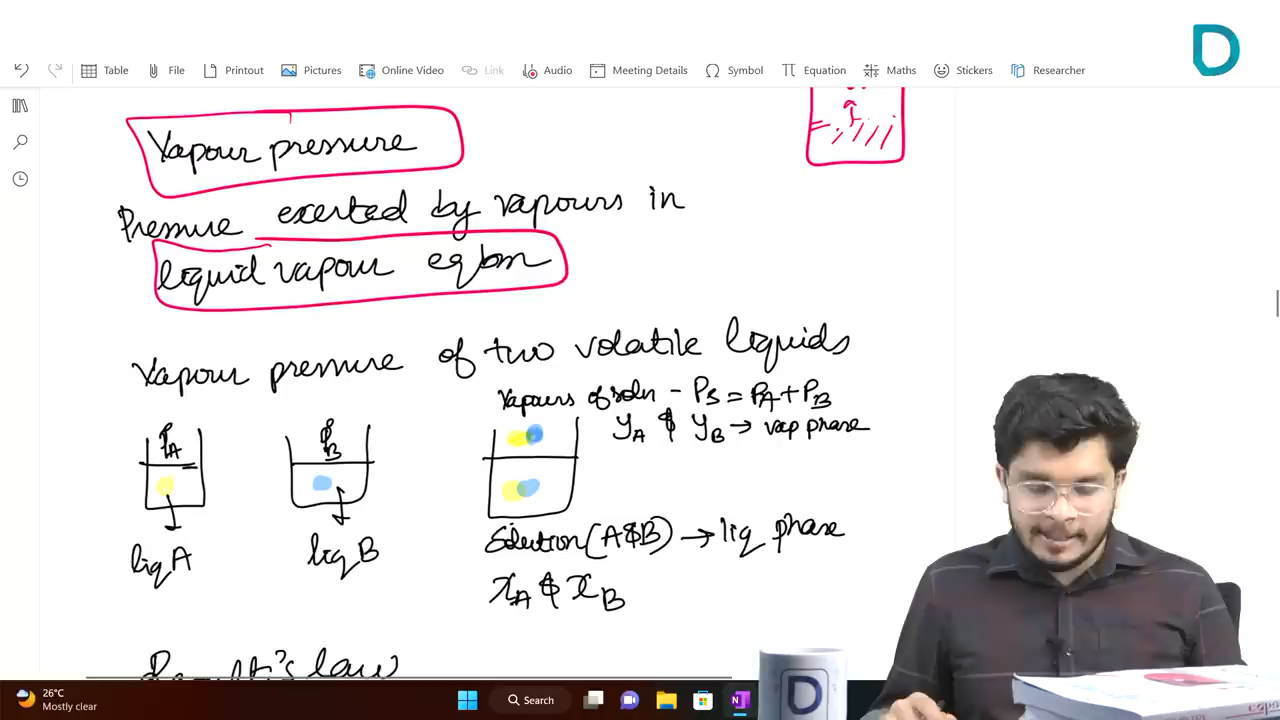 D
Table File Printout Pictures Online Video Link Audio Meeting Details Symbol Equation Maths Stickers Researcher
Vapour pressure
Pressure exerted by vapours in
liquid vapour eqbm
Vapour pressure of two volatile liquids
Vapours of soln - PS = PA + PB
yA & yB → vap phase
PA
PB
Solution (A&B) → liq phase
liq A
liq B
xA & xB
Raoult's law
26°C
Mostly clear
Search
D